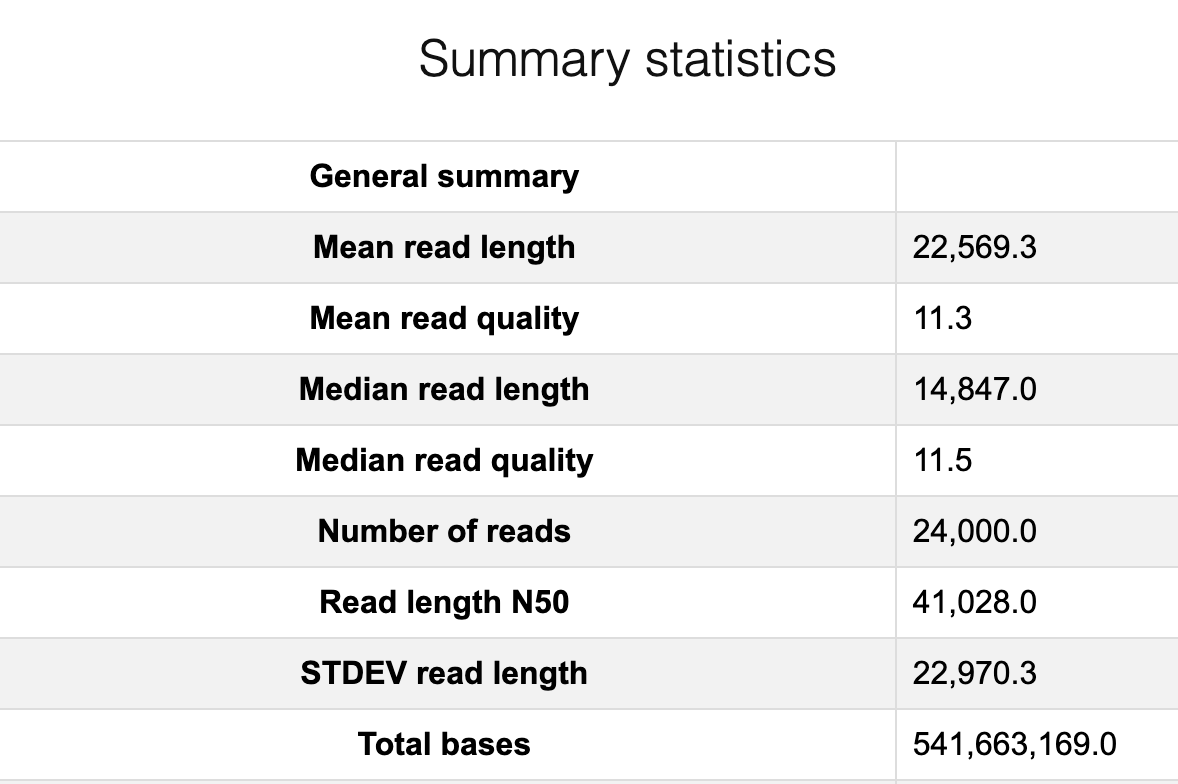 Summary statistics
General summary
Mean read length 22,569.3
Mean read quality 11.3
Median read length 14,847.0
Median read quality 11.5
Number of reads 24,000.0
Read length N50 41,028.0
STDEV read length 22,970.3
Total bases 541,663,169.0